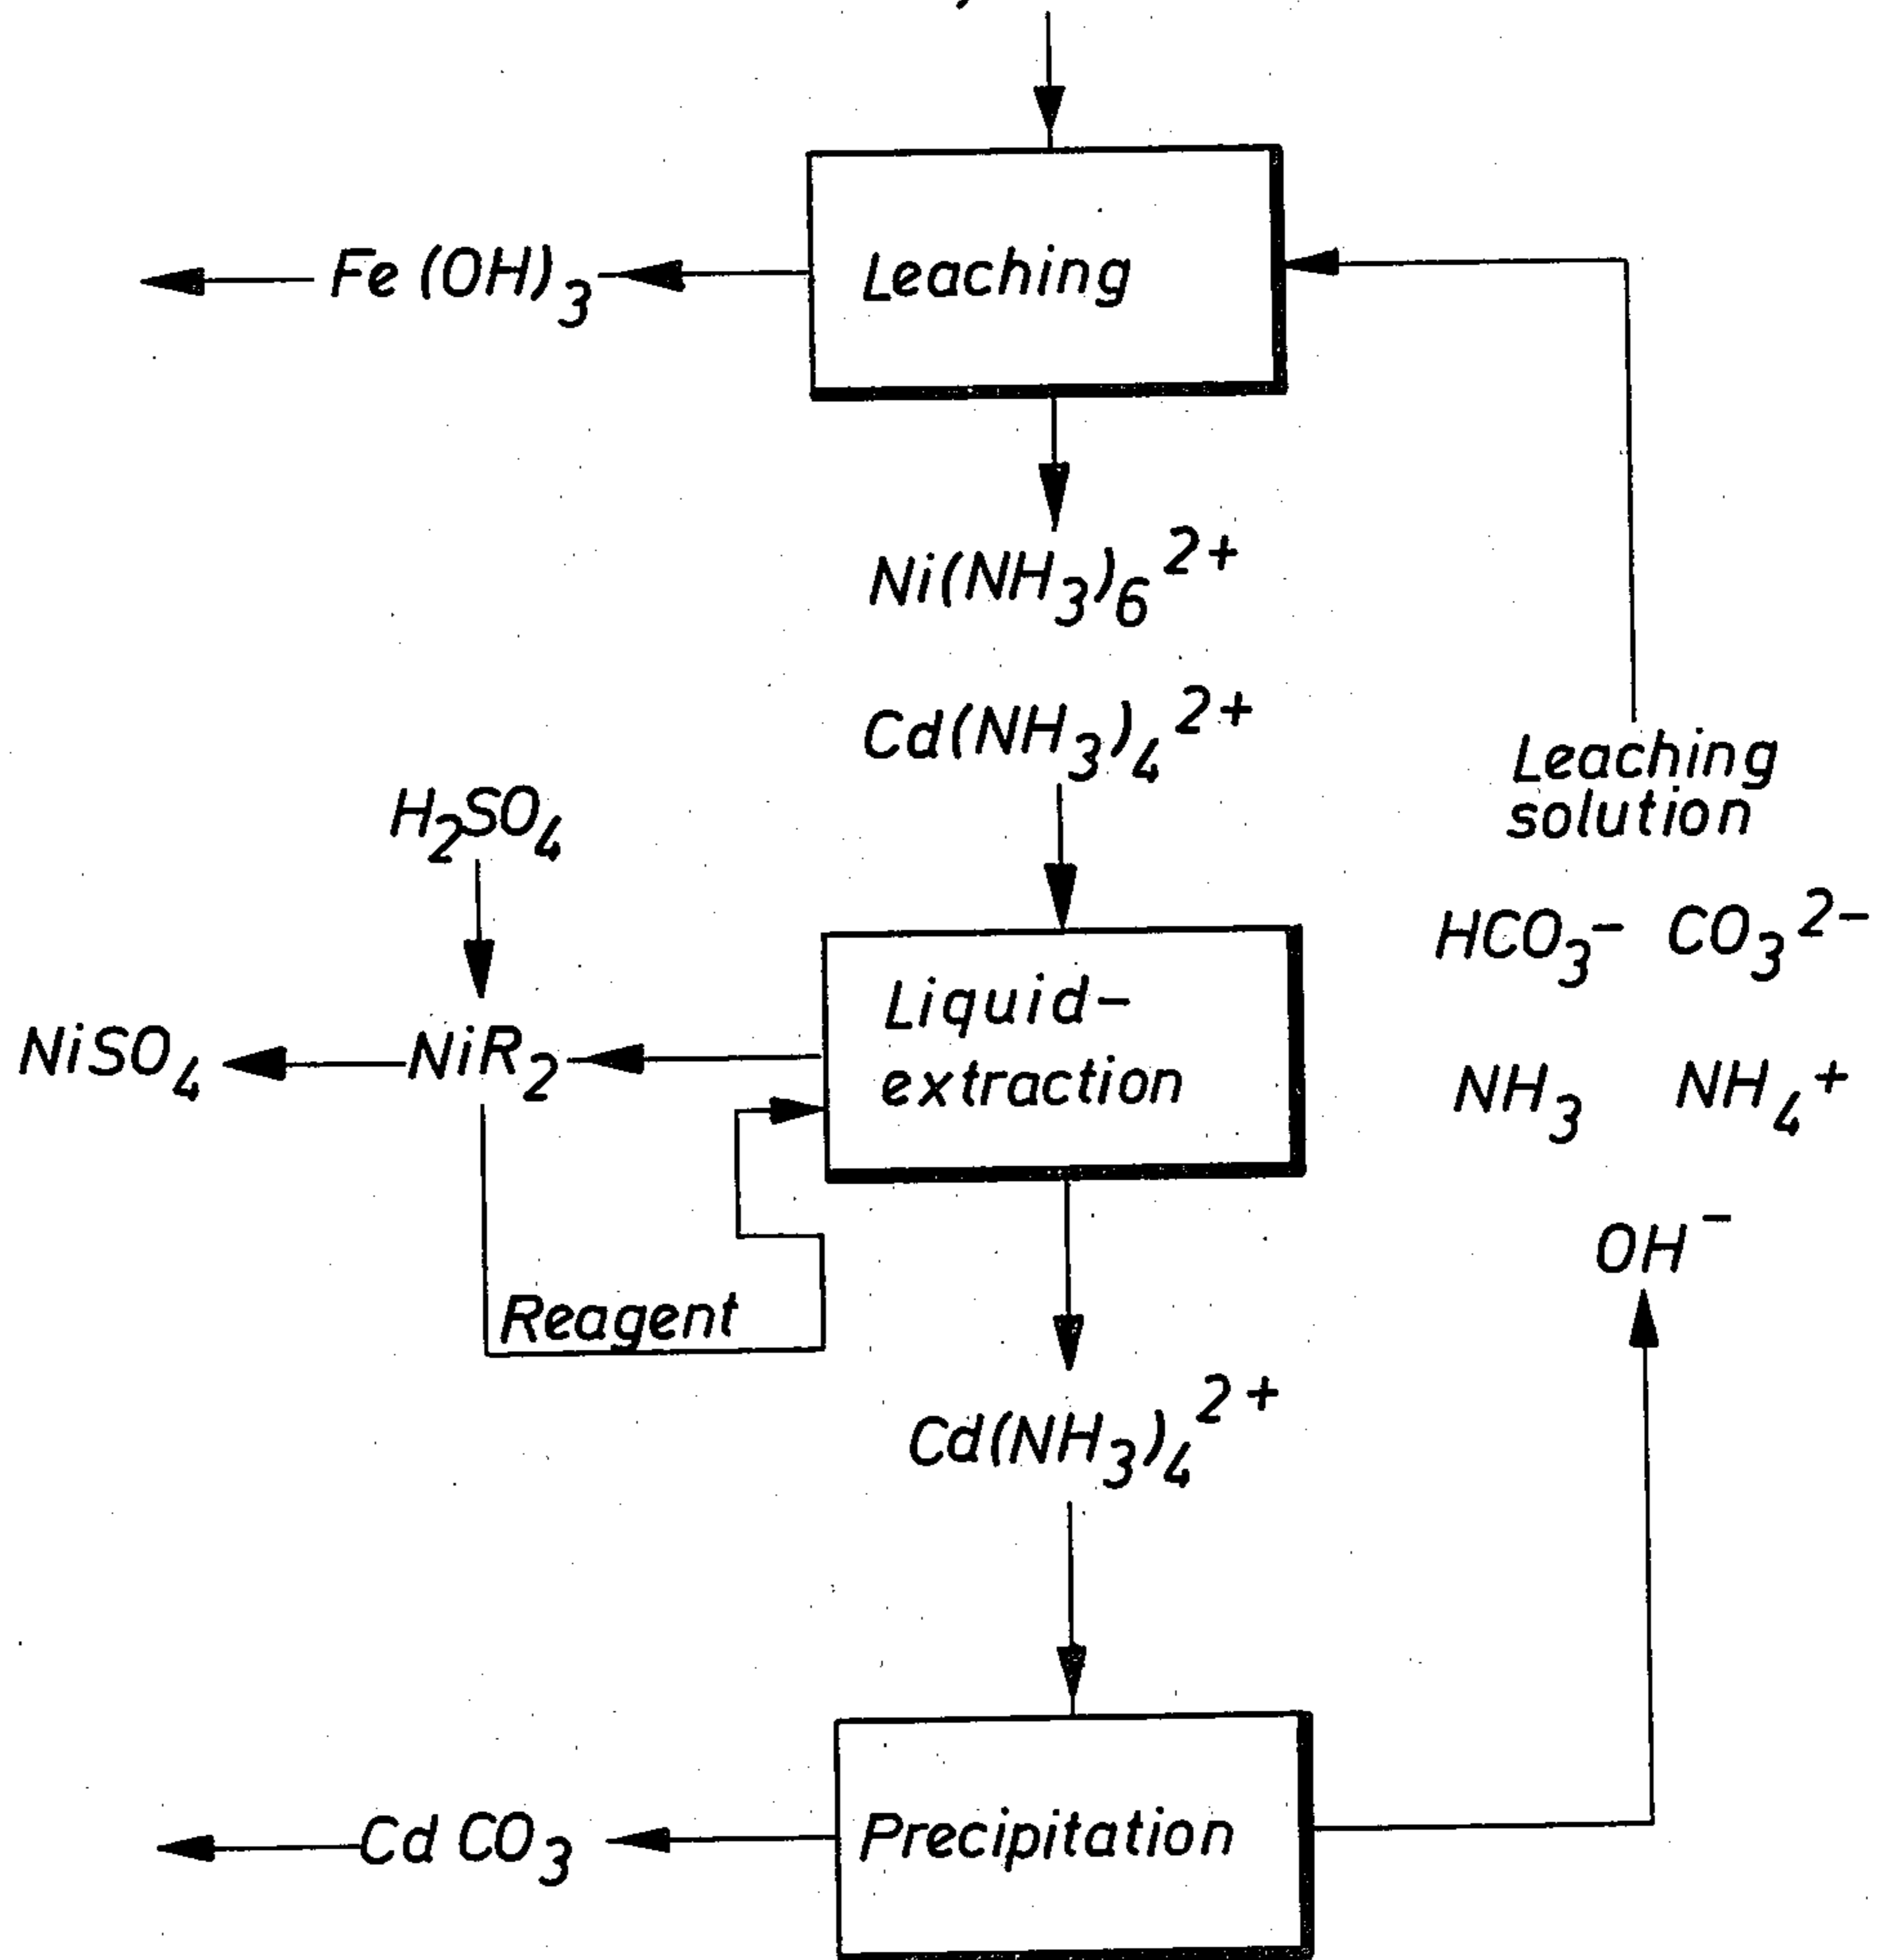 Leaching
Fe(OH)3
Ni(NH3)6 2+
Cd(NH3)4 2+
H2SO4
Leaching
solution
HCO3- CO3 2-
Liquid-
extraction
NiSO4
NiR2
NH3 NH4+
OH-
Reagent
Cd(NH3)4 2+
Precipitation
Cd CO3